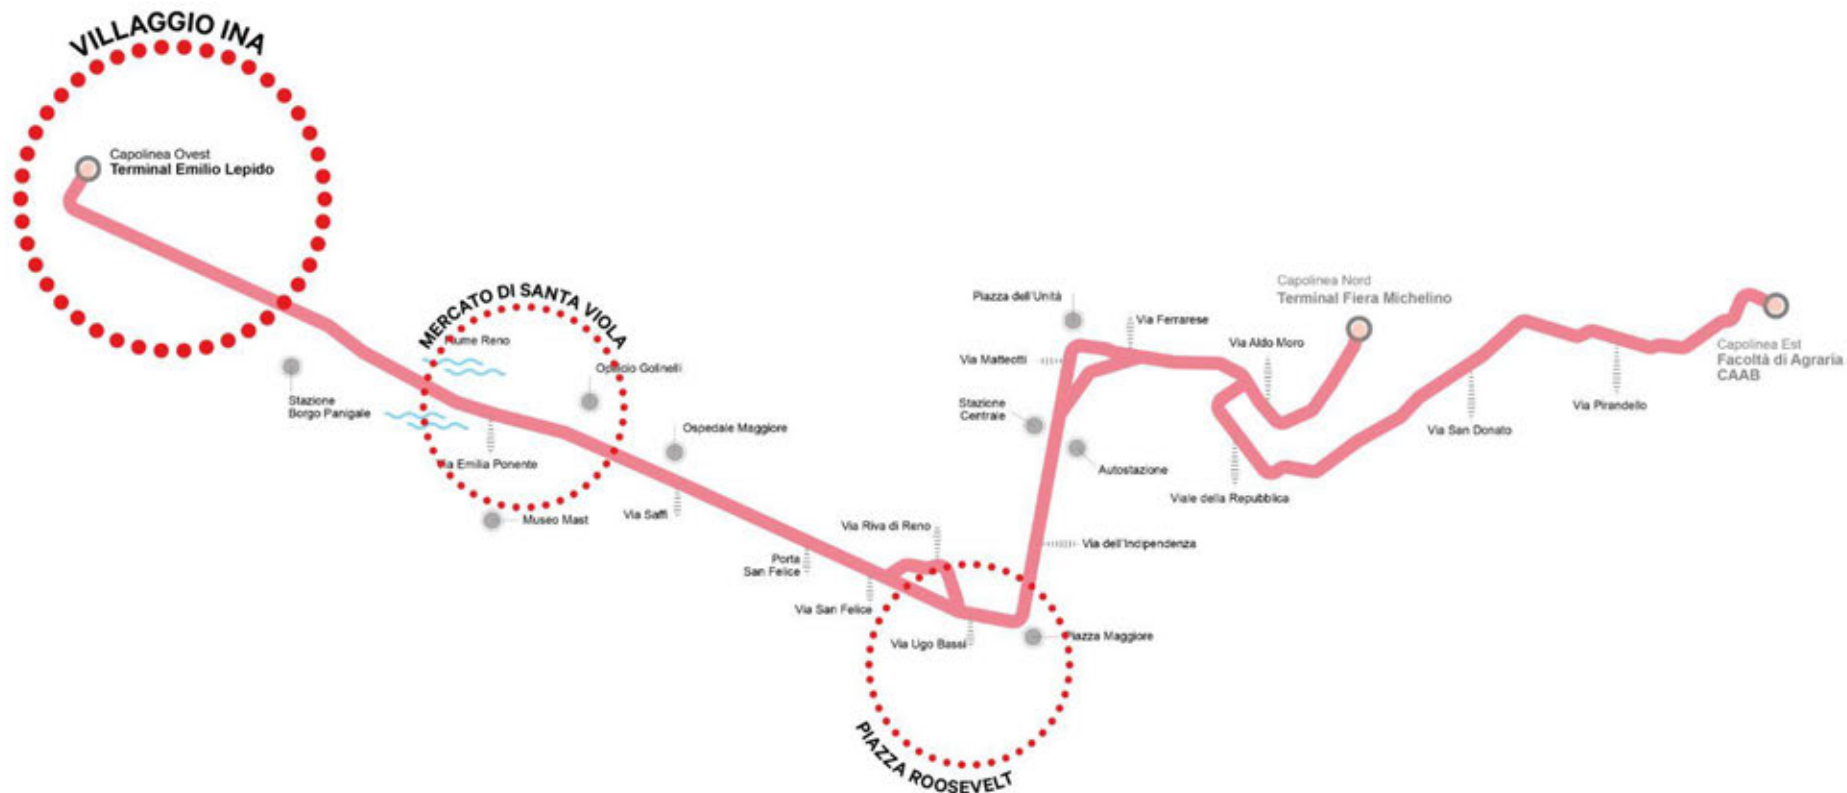 VILLAGGIO INA
Capolinea Ovest
Terminal Emilio Lepido
MERCATO DI SANTA VIOLA
Fiume Reno
Opificio Golinelli
Stazione
Borgo Panigale
Via Emilia Ponente
Museo Mast
Ospedale Maggiore
Via Saffi
Porta
San Felice
Via San Felice
Via Riva di Reno
Via Ugo Bassi
Piazza Maggiore
PIAZZA ROOSEVELT
Via dell'Indipendenza
Piazza dell'Unità
Via Matteotti
Stazione
Centrale
Autostazione
Via Ferrarese
Via Aldo Moro
Capolinea Nord
Terminal Fiera Michelino
Viale della Repubblica
Via San Donato
Via Pirandello
Capolinea Est
Facoltà di Agraria
CAAB